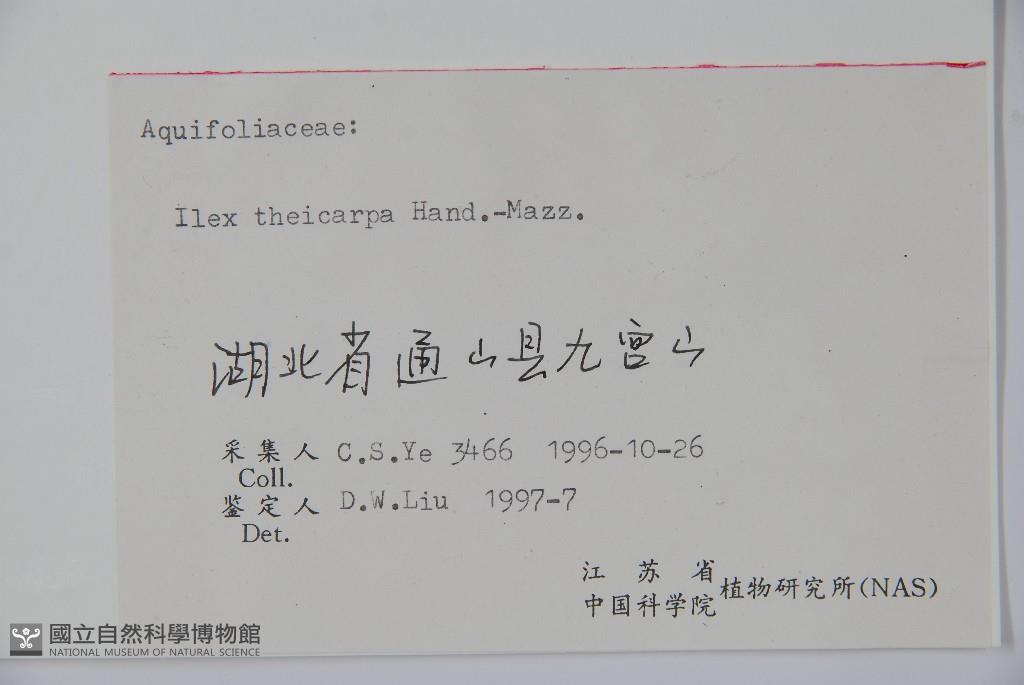 Aquifoliaceae:
Ilex theicarpa Hand.-Mazz.
湖北省通山县九宫山
采集人 C.S.Ye 3466 1996-10-26
Coll.
鉴定人 D.W.Liu 1997-7
Det.
江苏省
中国科学院 植物研究所(NAS)
國立自然科學博物館
NATIONAL MUSEUM OF NATURAL SCIENCE